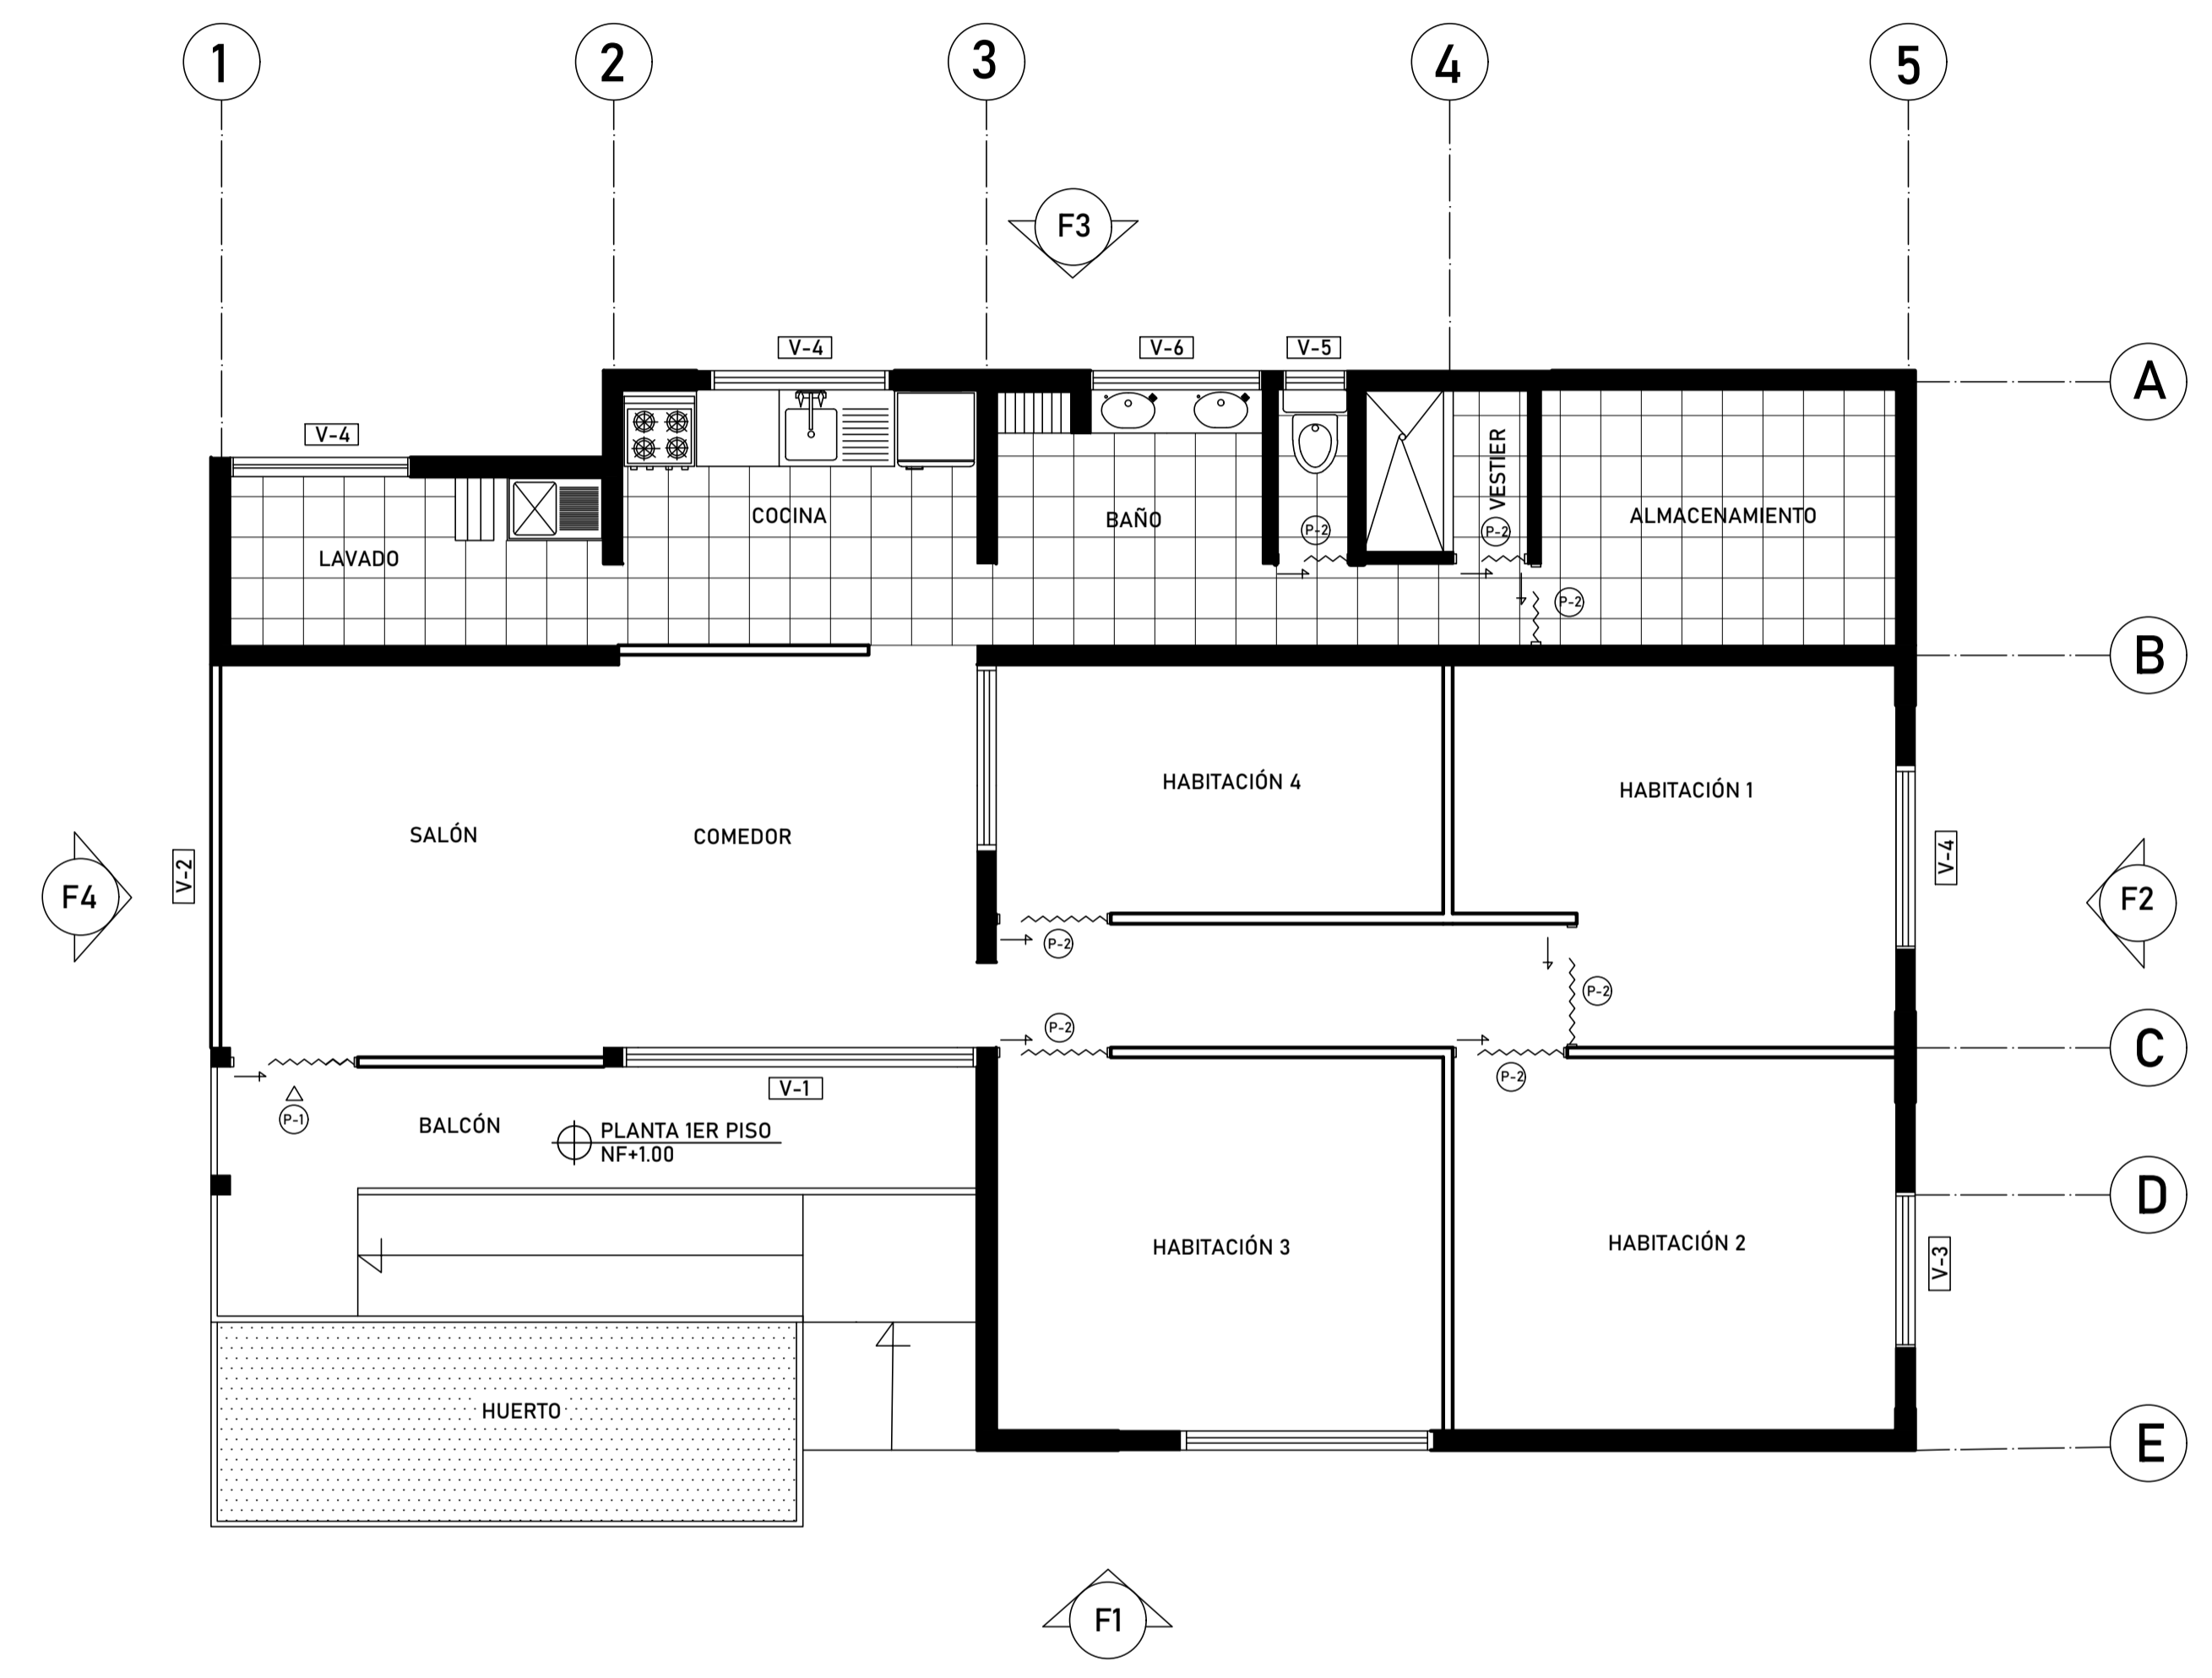 1
2
3
4
5
F3
V-4
V-6
V-5
A
V-4
COCINA
BAÑO
VESTIER
ALMACENAMIENTO
P-2
P-2
LAVADO
P-2
B
HABITACIÓN 4
HABITACIÓN 1
SALÓN
COMEDOR
V-2
V-4
F4
F2
P-2
P-2
P-2
C
P-2
V-1
P-1
BALCÓN
PLANTA 1ER PISO
NF+1.00
D
HABITACIÓN 3
HABITACIÓN 2
V-3
HUERTO
E
F1